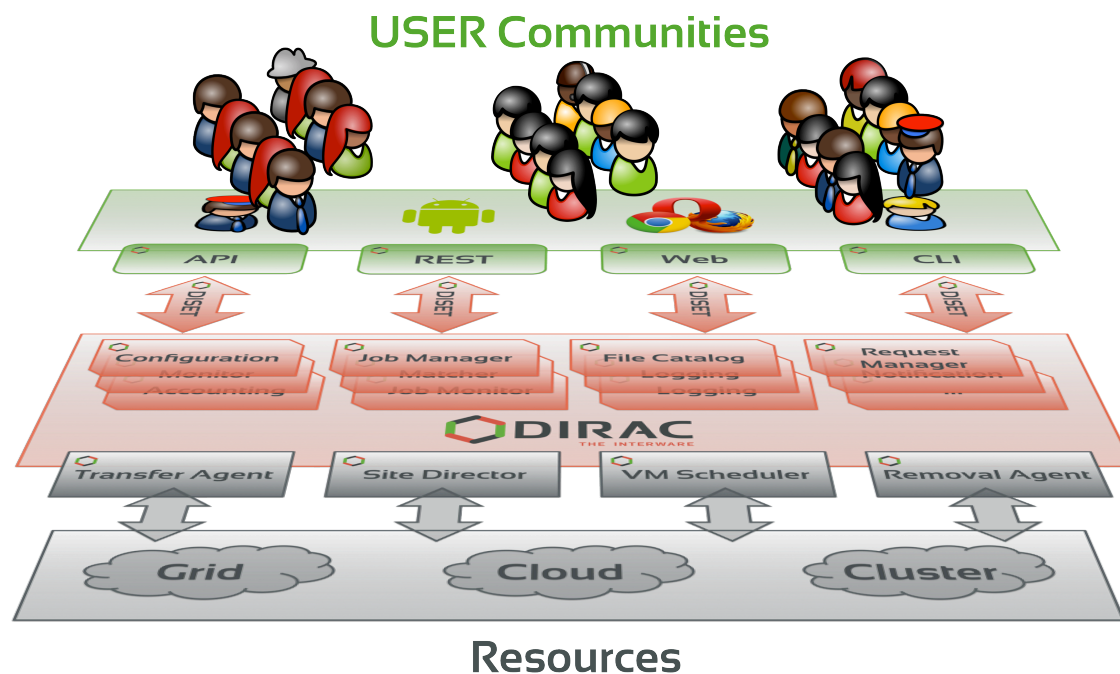 USER Communities
API
REST
Web
CLI
DISET
DISET
DISET
DISET
Configuration
Monitor
Accounting
Job Manager
Matcher
Job Monitor
File Catalog
Logging
Logging
Request
Manager
Notification
...
DIRAC
THE INTERWARE
Transfer Agent
Site Director
VM Scheduler
Removal Agent
Grid
Cloud
Cluster
Resources